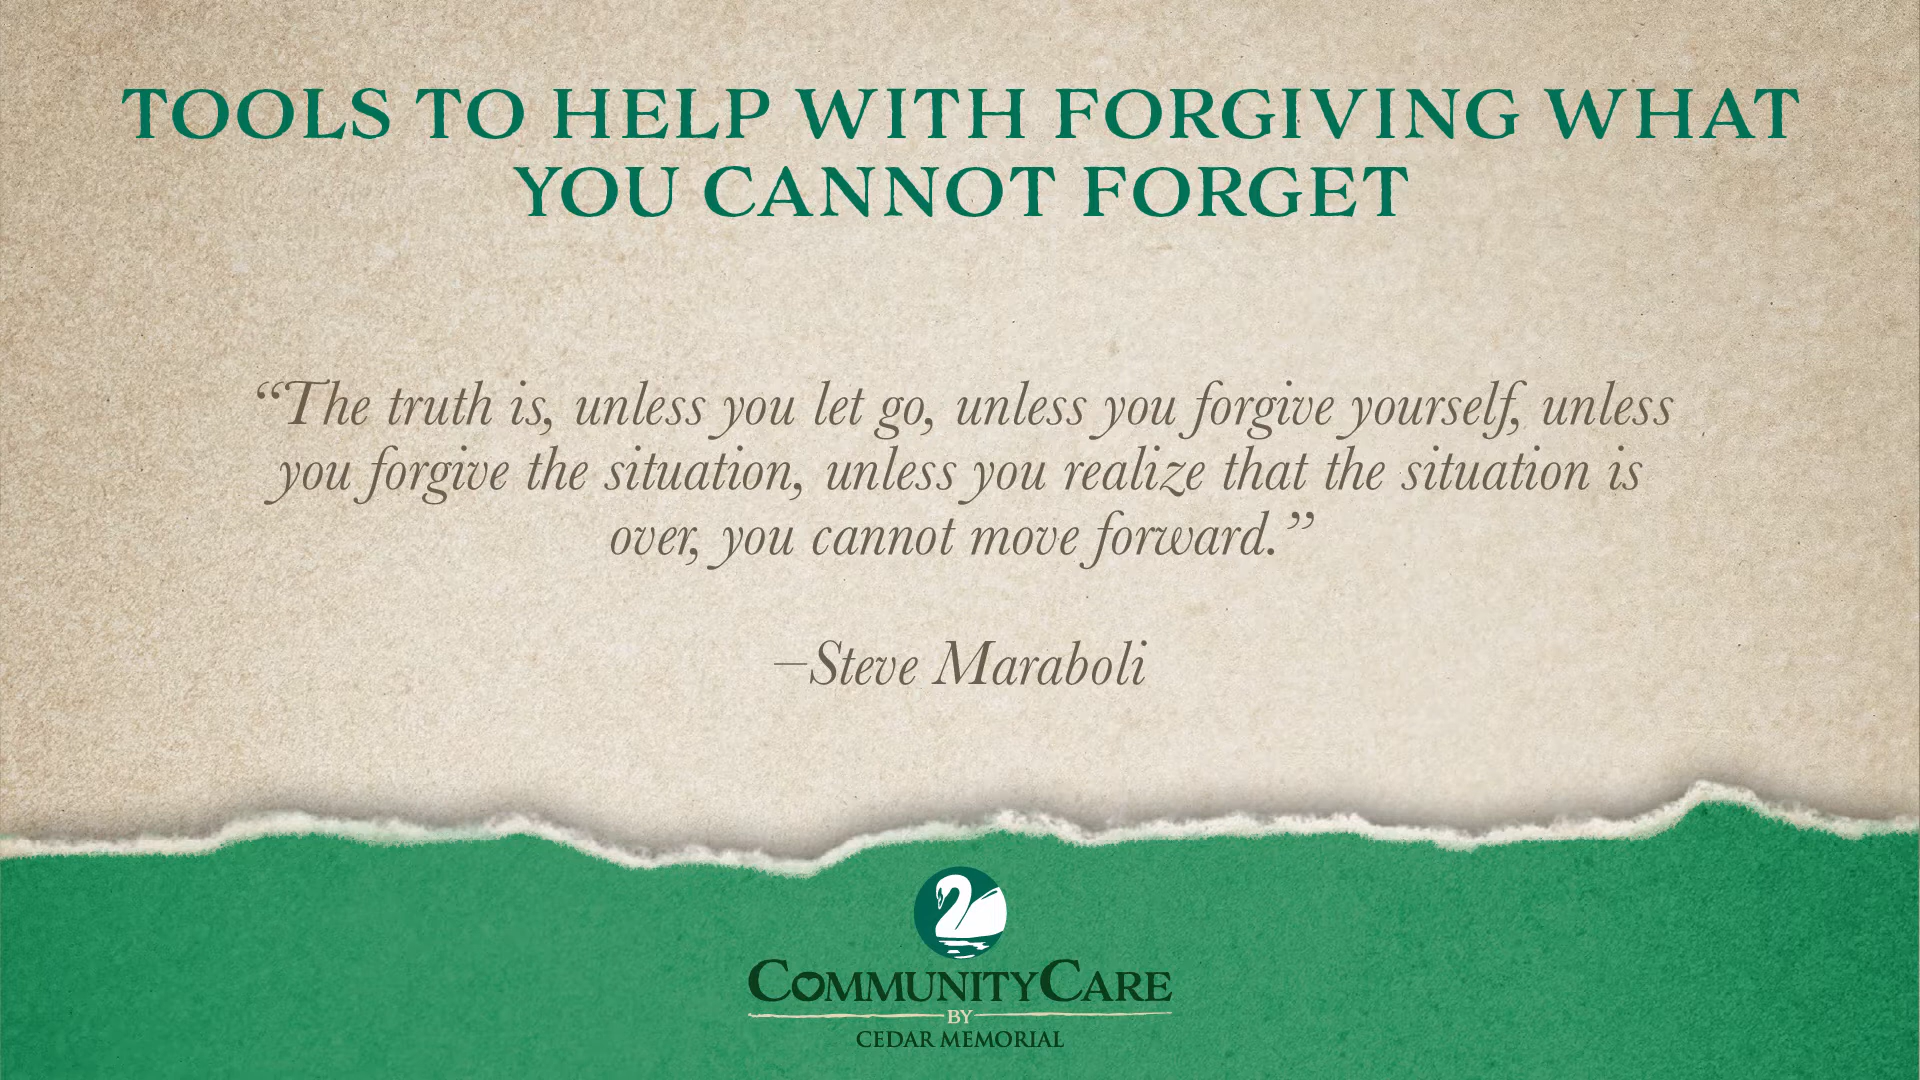 TOOLS TO HELP WITH FORGIVING WHAT
YOU CANNOT FORGET
“The truth is, unless you let go, unless you forgive yourself, unless
you forgive the situation, unless you realize that the situation is
over, you cannot move forward.”
–Steve Maraboli
COMMUNITYCARE
BY
CEDAR MEMORIAL